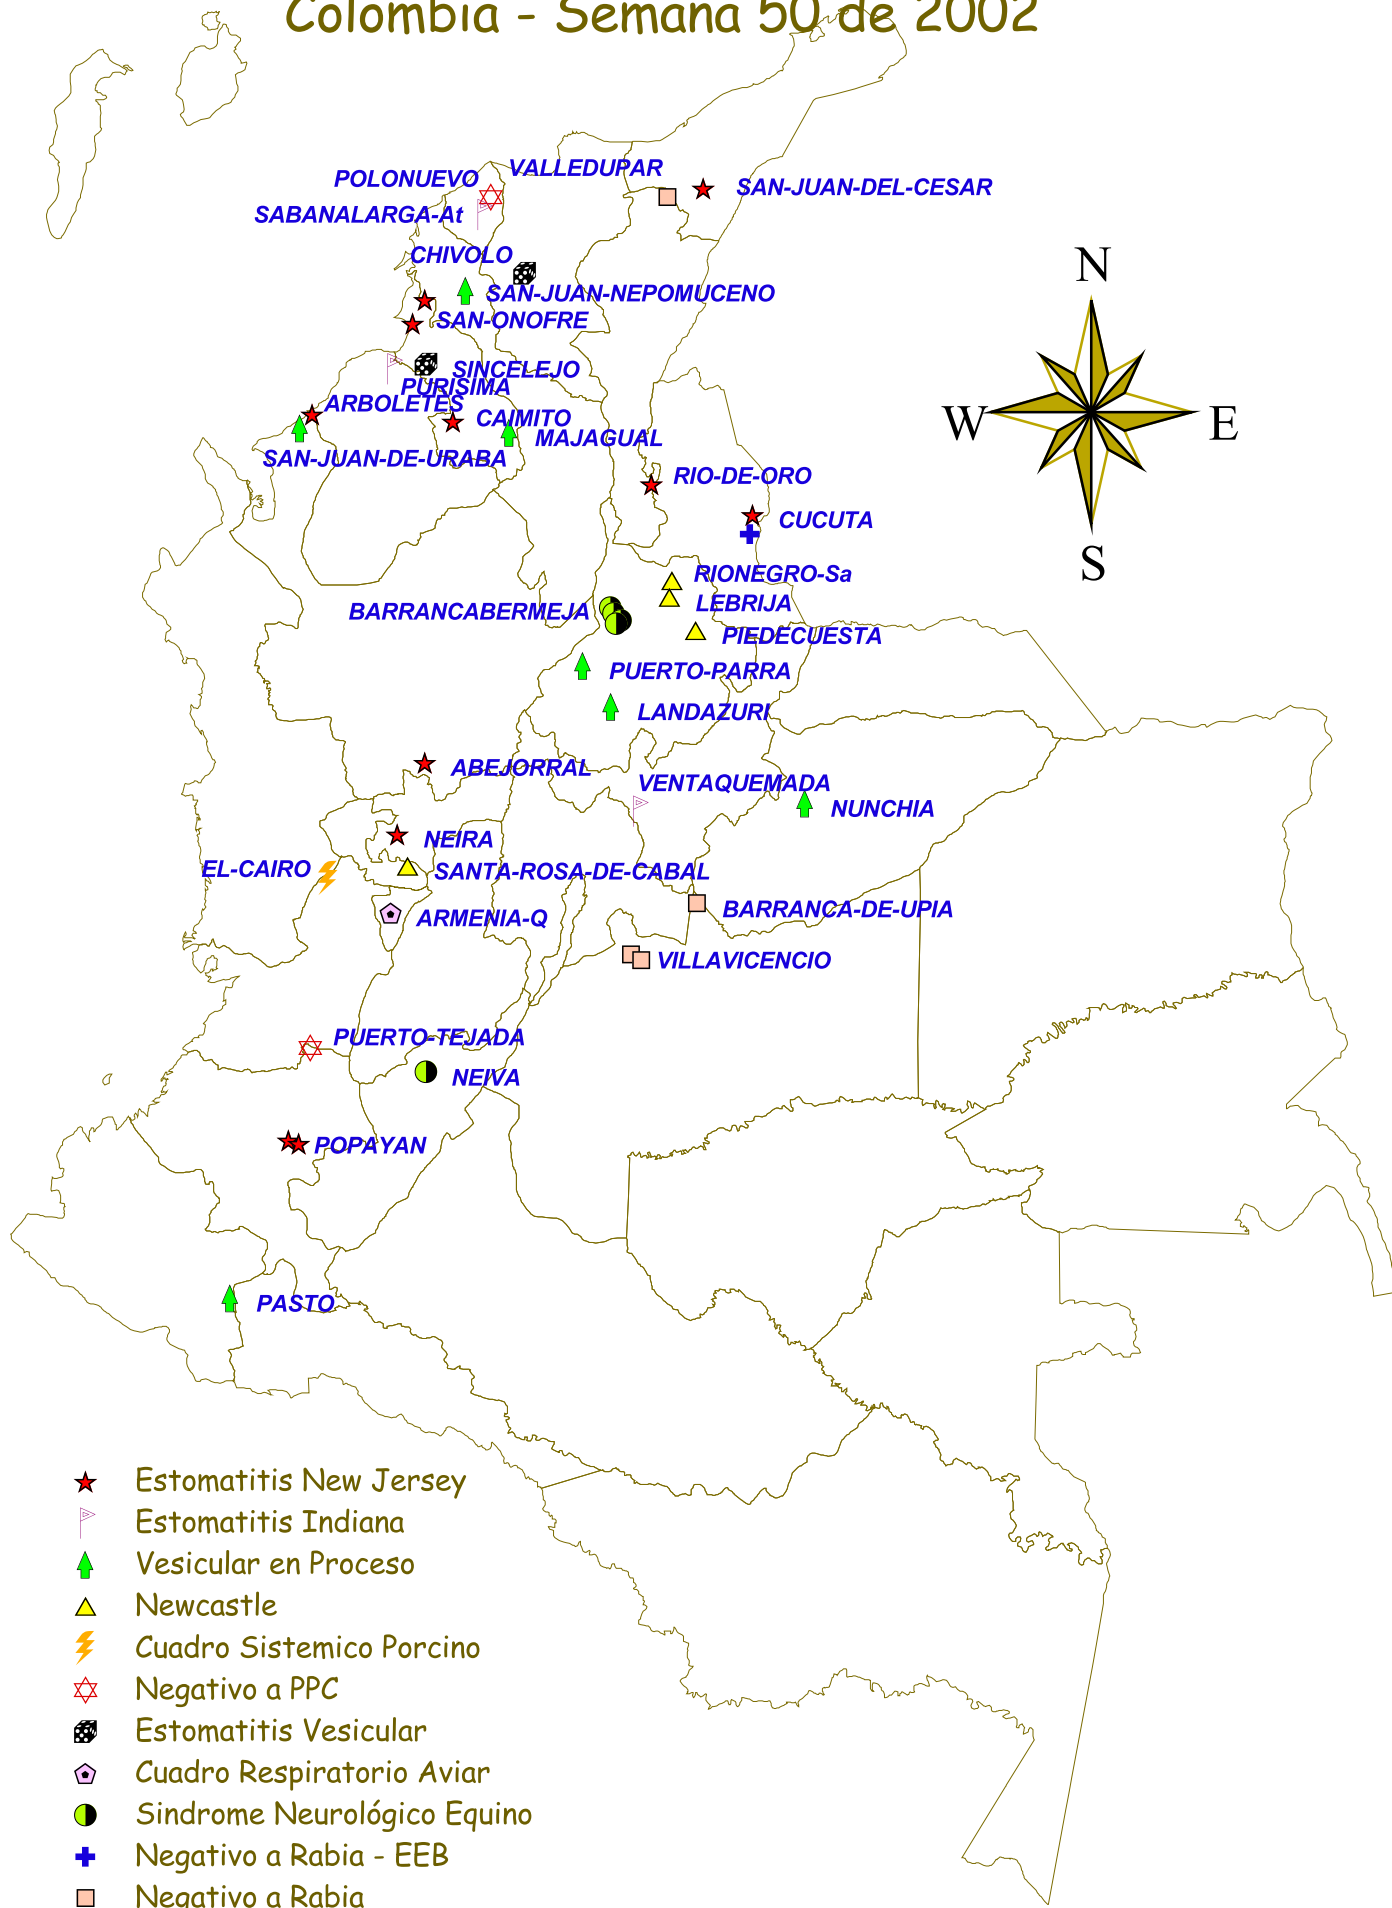 Colombia - Semana 50 de 2002
VALLEDUPAR
POLONUEVO
SAN-JUAN-DEL-CESAR
SABANALARGA-At
CHIVOLO
SAN-JUAN-NEPOMUCENO
SAN-ONOFRE
SINCELEJO
PURISIMA
ARBOLETES
CAIMITO
MAJAGUAL
SAN-JUAN-DE-URABA
RIO-DE-ORO
CUCUTA
RIONEGRO-Sa
LEBRIJA
BARRANCABERMEJA
PIEDECUESTA
PUERTO-PARRA
LANDAZURI
ABEJORRAL
VENTAQUEMADA
NUNCHIA
NEIRA
EL-CAIRO
SANTA-ROSA-DE-CABAL
BARRANCA-DE-UPIA
ARMENIA-Q
VILLAVICENCIO
PUERTO-TEJADA
NEIVA
POPAYAN
PASTO
N
W
E
S
Estomatitis New Jersey
Estomatitis Indiana
Vesicular en Proceso
Newcastle
Cuadro Sistemico Porcino
Negativo a PPC
Estomatitis Vesicular
Cuadro Respiratorio Aviar
Sindrome Neurológico Equino
Negativo a Rabia - EEB
Negativo a Rabia